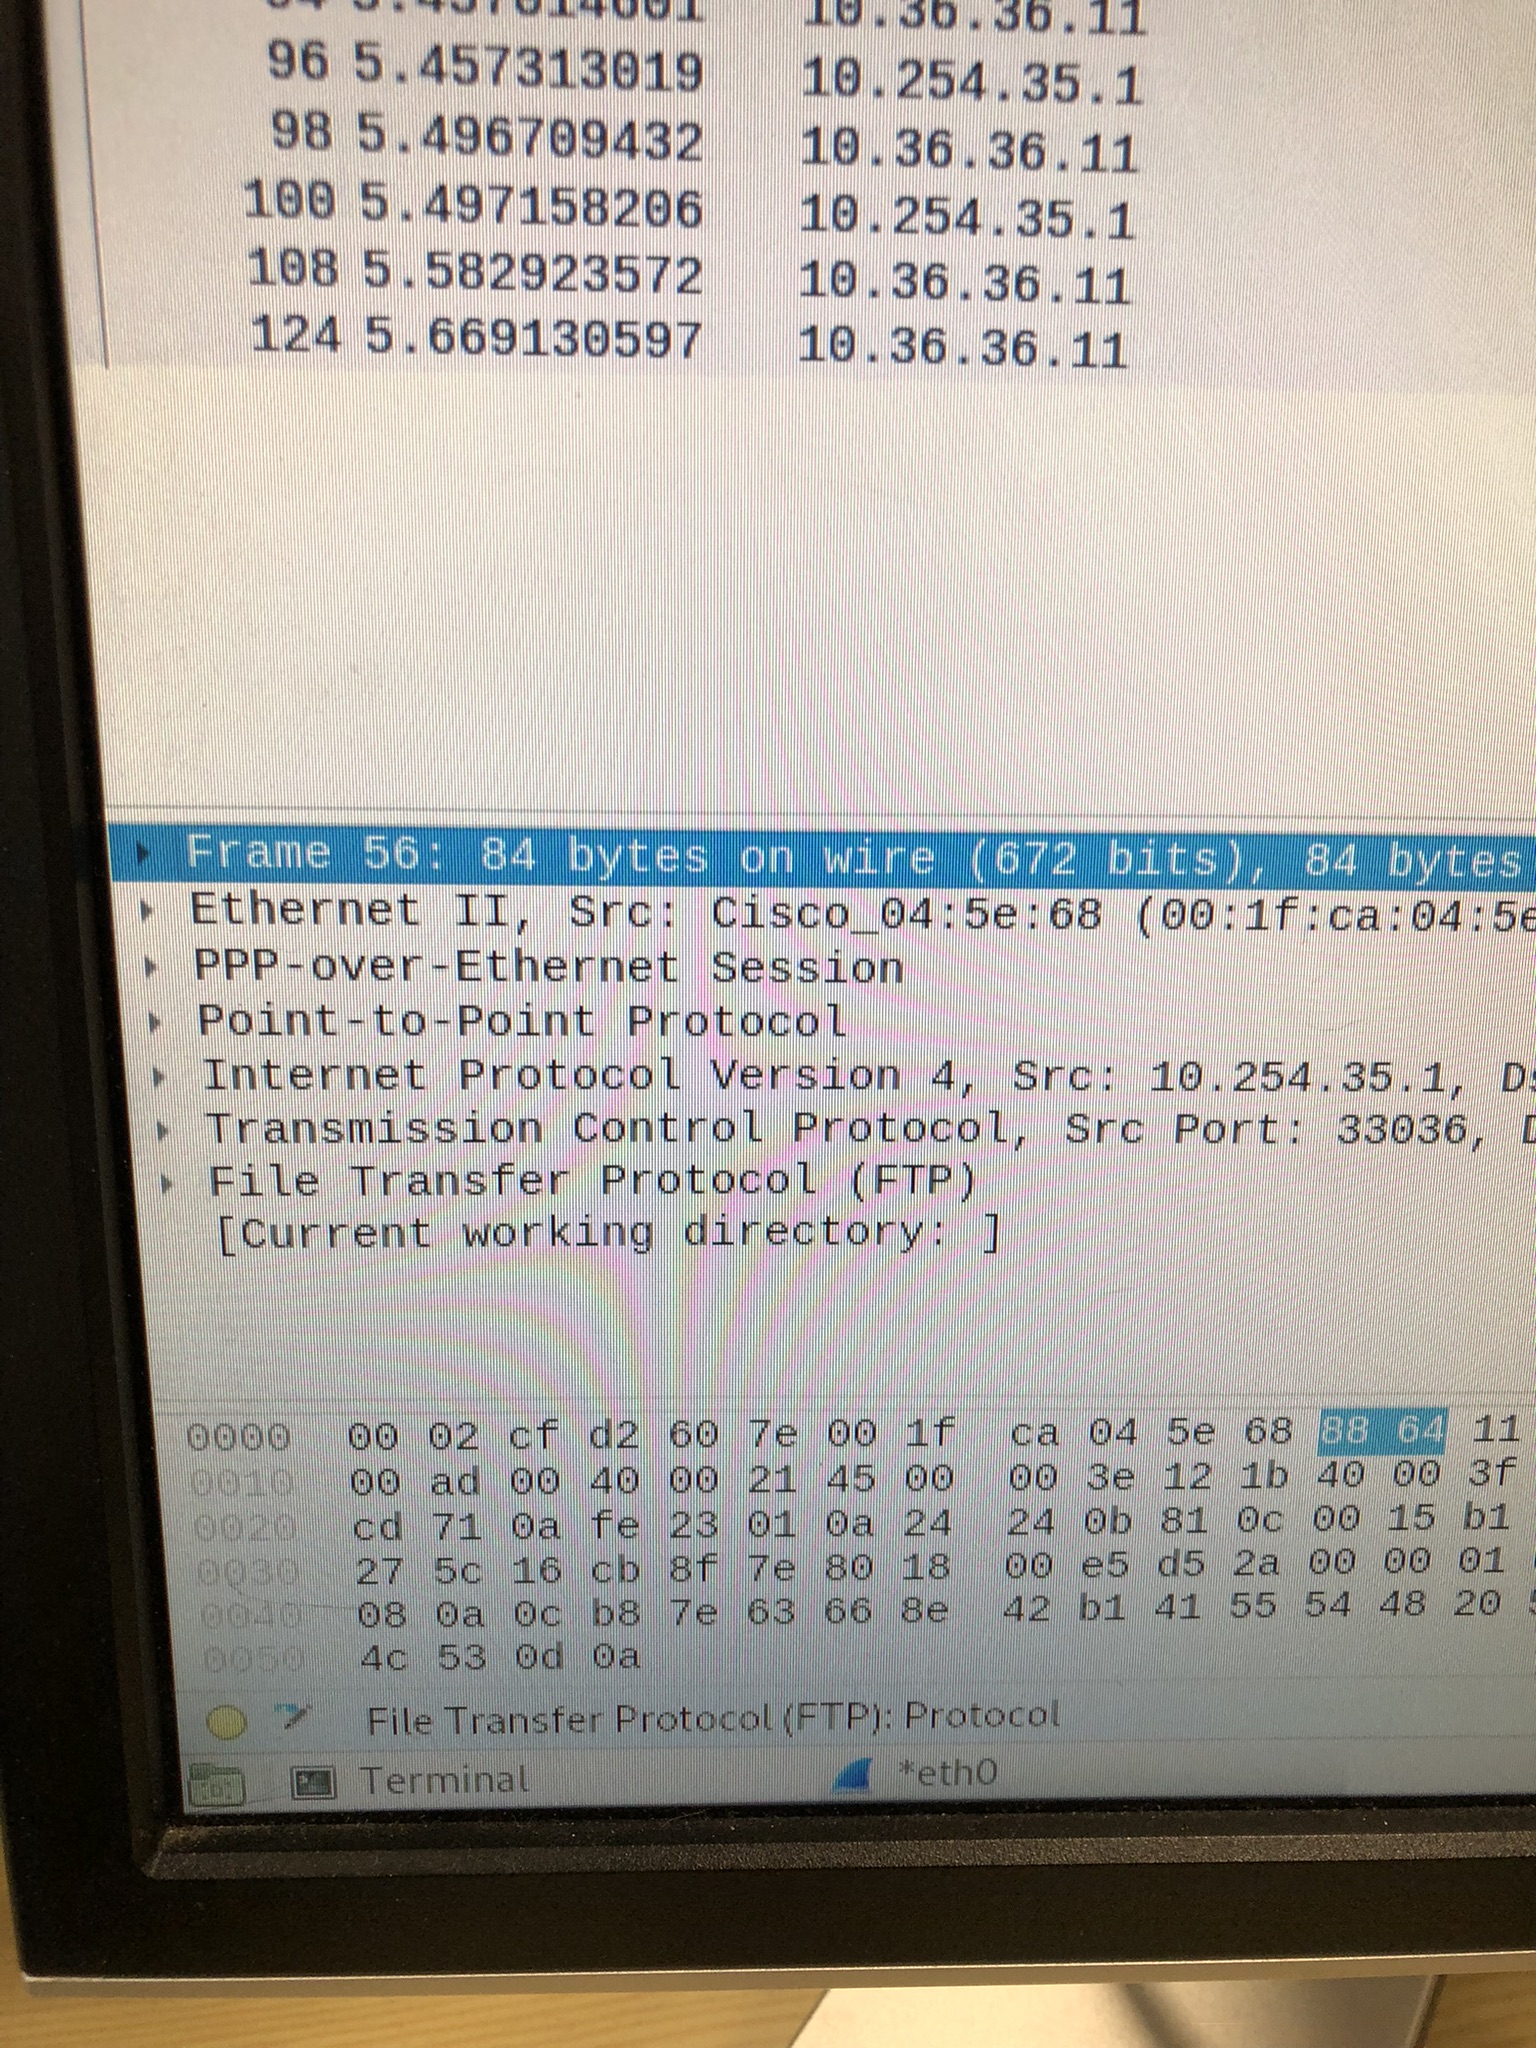 10.36.36.11
96 5.457313019 10.254.35.1
98 5.496709432 10.36.36.11
100 5.497158206 10.254.35.1
108 5.582923572 10.36.36.11
124 5.669130597 10.36.36.11
Frame 56: 84 bytes on wire (672 bits), 84 bytes
Ethernet II, Src: Cisco_04:5e:68 (00:1f:ca:04:5e
PPP-over-Ethernet Session
Point-to-Point Protocol
Internet Protocol Version 4, Src: 10.254.35.1, Ds
Transmission Control Protocol, Src Port: 33036, D
File Transfer Protocol (FTP)
[Current working directory: ]
0000 00 02 cf d2 60 7e 00 1f ca 04 5e 68 88 64 11
0010 00 ad 00 40 00 21 45 00 00 3e 12 1b 40 00 3f
0020 cd 71 0a fe 23 01 0a 24 24 0b 81 0c 00 15 b1
0030 27 5c 16 cb 8f 7e 80 18 00 e5 d5 2a 00 00 01
0040 08 0a 0c b8 7e 63 66 8e 42 b1 41 55 54 48 20
0050 4c 53 0d 0a
File Transfer Protocol (FTP): Protocol
Terminal *eth0